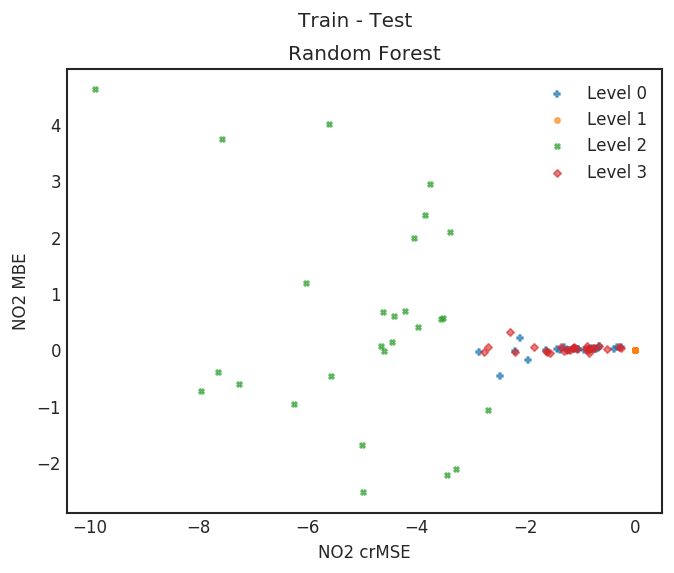 Train - Test
Random Forest
Level 0
Level 1
Level 2
Level 3
4
3
2
1
0
−1
−2
NO2 MBE
−10 −8 −6 −4 −2 0
NO2 crMSE